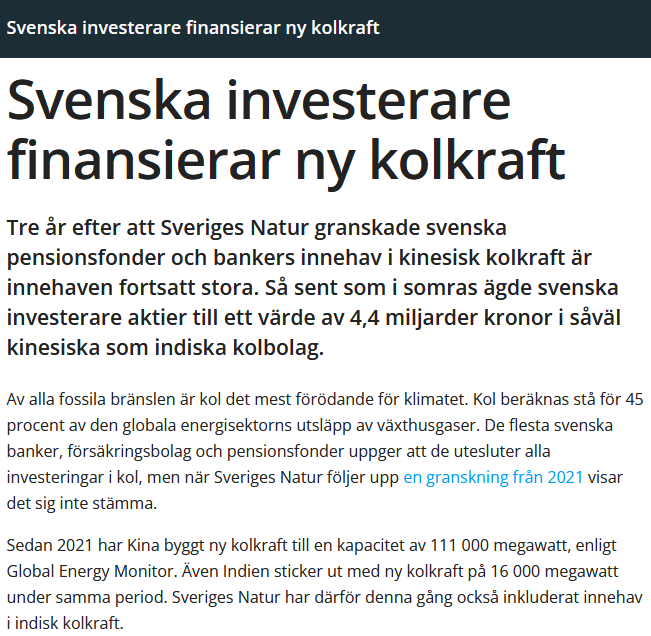 Svenska investerare finansierar ny kolkraft
Svenska investerare
finansierar ny kolkraft
Tre år efter att Sveriges Natur granskade svenska
pensionsfonder och bankers innehav i kinesisk kolkraft är
innehaven fortsatt stora. Så sent som i somras ägde svenska
investerare aktier till ett värde av 4,4 miljarder kronor i såväl
kinesiska som indiska kolbolag.
Av alla fossila bränslen är kol det mest förödande för klimatet. Kol beräknas stå för 45
procent av den globala energisektorns utsläpp av växthusgaser. De flesta svenska
banker, försäkringsbolag och pensionsfonder uppger att de utesluter alla
investeringar i kol, men när Sveriges Natur följer upp en granskning från 2021 visar
det sig inte stämma.
Sedan 2021 har Kina byggt ny kolkraft till en kapacitet av 111 000 megawatt, enligt
Global Energy Monitor. Även Indien sticker ut med ny kolkraft på 16 000 megawatt
under samma period. Sveriges Natur har därför denna gång också inkluderat innehav
i indisk kolkraft.